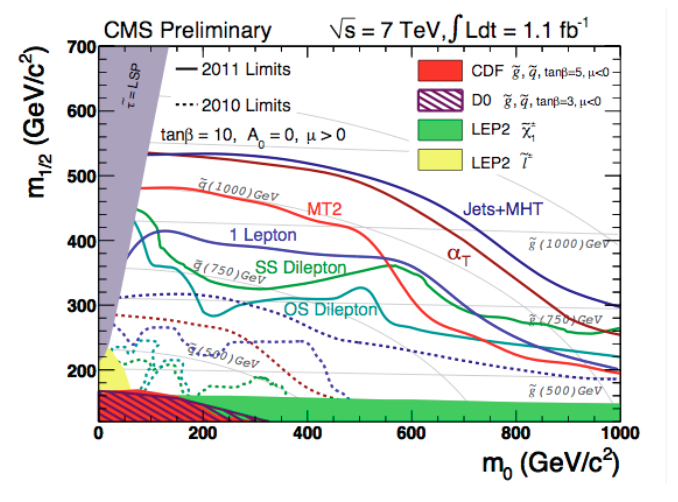 CMS Preliminary
√s = 7 TeV, ∫ Ldt = 1.1 fb⁻¹
m₁/₂ (GeV/c²)
700
600
500
400
300
200
τ̃ = LSP
2011 Limits
2010 Limits
tanβ = 10, A₀ = 0, μ > 0
CDF g̃, q̃, tanβ=5, μ<0
D0 g̃, q̃, tanβ=3, μ<0
LEP2 χ̃₁±
LEP2 l̃±
q̃(1000)GeV
MT2
Jets+MHT
1 Lepton
αT
g̃(1000)GeV
q̃(750)GeV
SS Dilepton
OS Dilepton
g̃(750)GeV
q̃(500)GeV
g̃(500)GeV
0
200
400
600
800
1000
m₀ (GeV/c²)